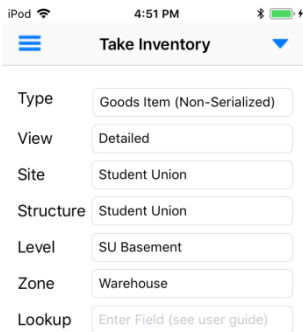 iPod 4:51 PM
Take Inventory
Type Goods Item (Non-Serialized)
View Detailed
Site Student Union
Structure Student Union
Level SU Basement
Zone Warehouse
Lookup Enter Field (see user guide)